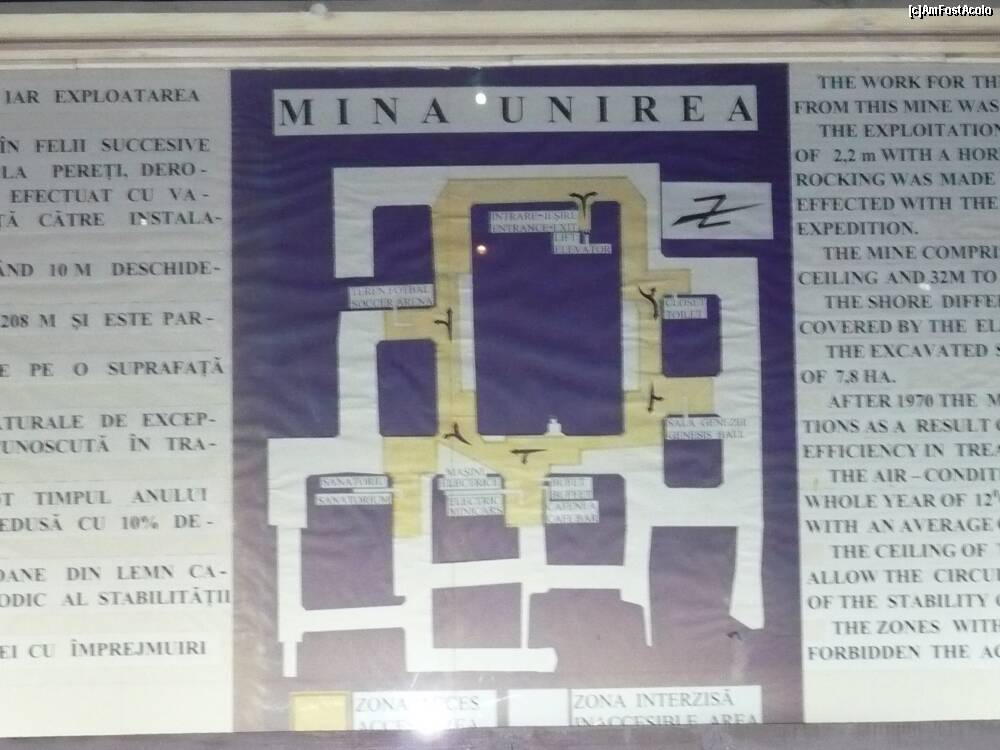 [c]AmFostAcolo
IAR EXPLOATAREA
ÎN FELII SUCCESIVE
LA PEREȚI, DERO-
EFECTUAT CU VA-
ȚĂ CĂTRE INSTALA-
ÂND 10 M DESCHIDE-
208 M ȘI ESTE PAR-
E PE O SUPRAFAȚĂ
ATURALE DE EXCEP-
UNOSCUTĂ ÎN TRA-
OT TIMPUL ANULUI
EDUSĂ CU 10% DE-
OANE DIN LEMN CA-
ODIC AL STABILITĂȚII
EI CU ÎMPREJMUIRI
MINA UNIREA
INTRARE-IEȘIRE
ENTRANCE-EXIT
LIFT
ELEVATOR
Z
TEREN FOTBAL
SOCCER ARENA
CLOSET
TOILET
SALA GENEZEI
GENESIS HALL
SANATORIU
SANATORIUM
MAȘINI
ELECTRICE
ELECTRIC
MINICARS
BUFET
BUFFET
CAFENEA
CAFEBAR
ZONA ACCES
ZONA INTERZISĂ
INACCESIBLE AREA
THE WORK FOR TH
FROM THIS MINE WAS
THE EXPLOITATION
OF 2,2 m WITH A HOR
ROCKING WAS MADE
EFFECTED WITH THE
EXPEDITION.
THE MINE COMPRI
CEILING AND 32M TO
THE SHORE DIFFE
COVERED BY THE EL
THE EXCAVATED S
OF 7,8 HA.
AFTER 1970 THE M
TIONS AS A RESULT O
EFFICIENCY IN TREA
THE AIR-CONDIT
WHOLE YEAR OF 12⁰
WITH AN AVERAGE
THE CEILING OF
ALLOW THE CIRCU
OF THE STABILITY
THE ZONES WITH
FORBIDDEN THE AC